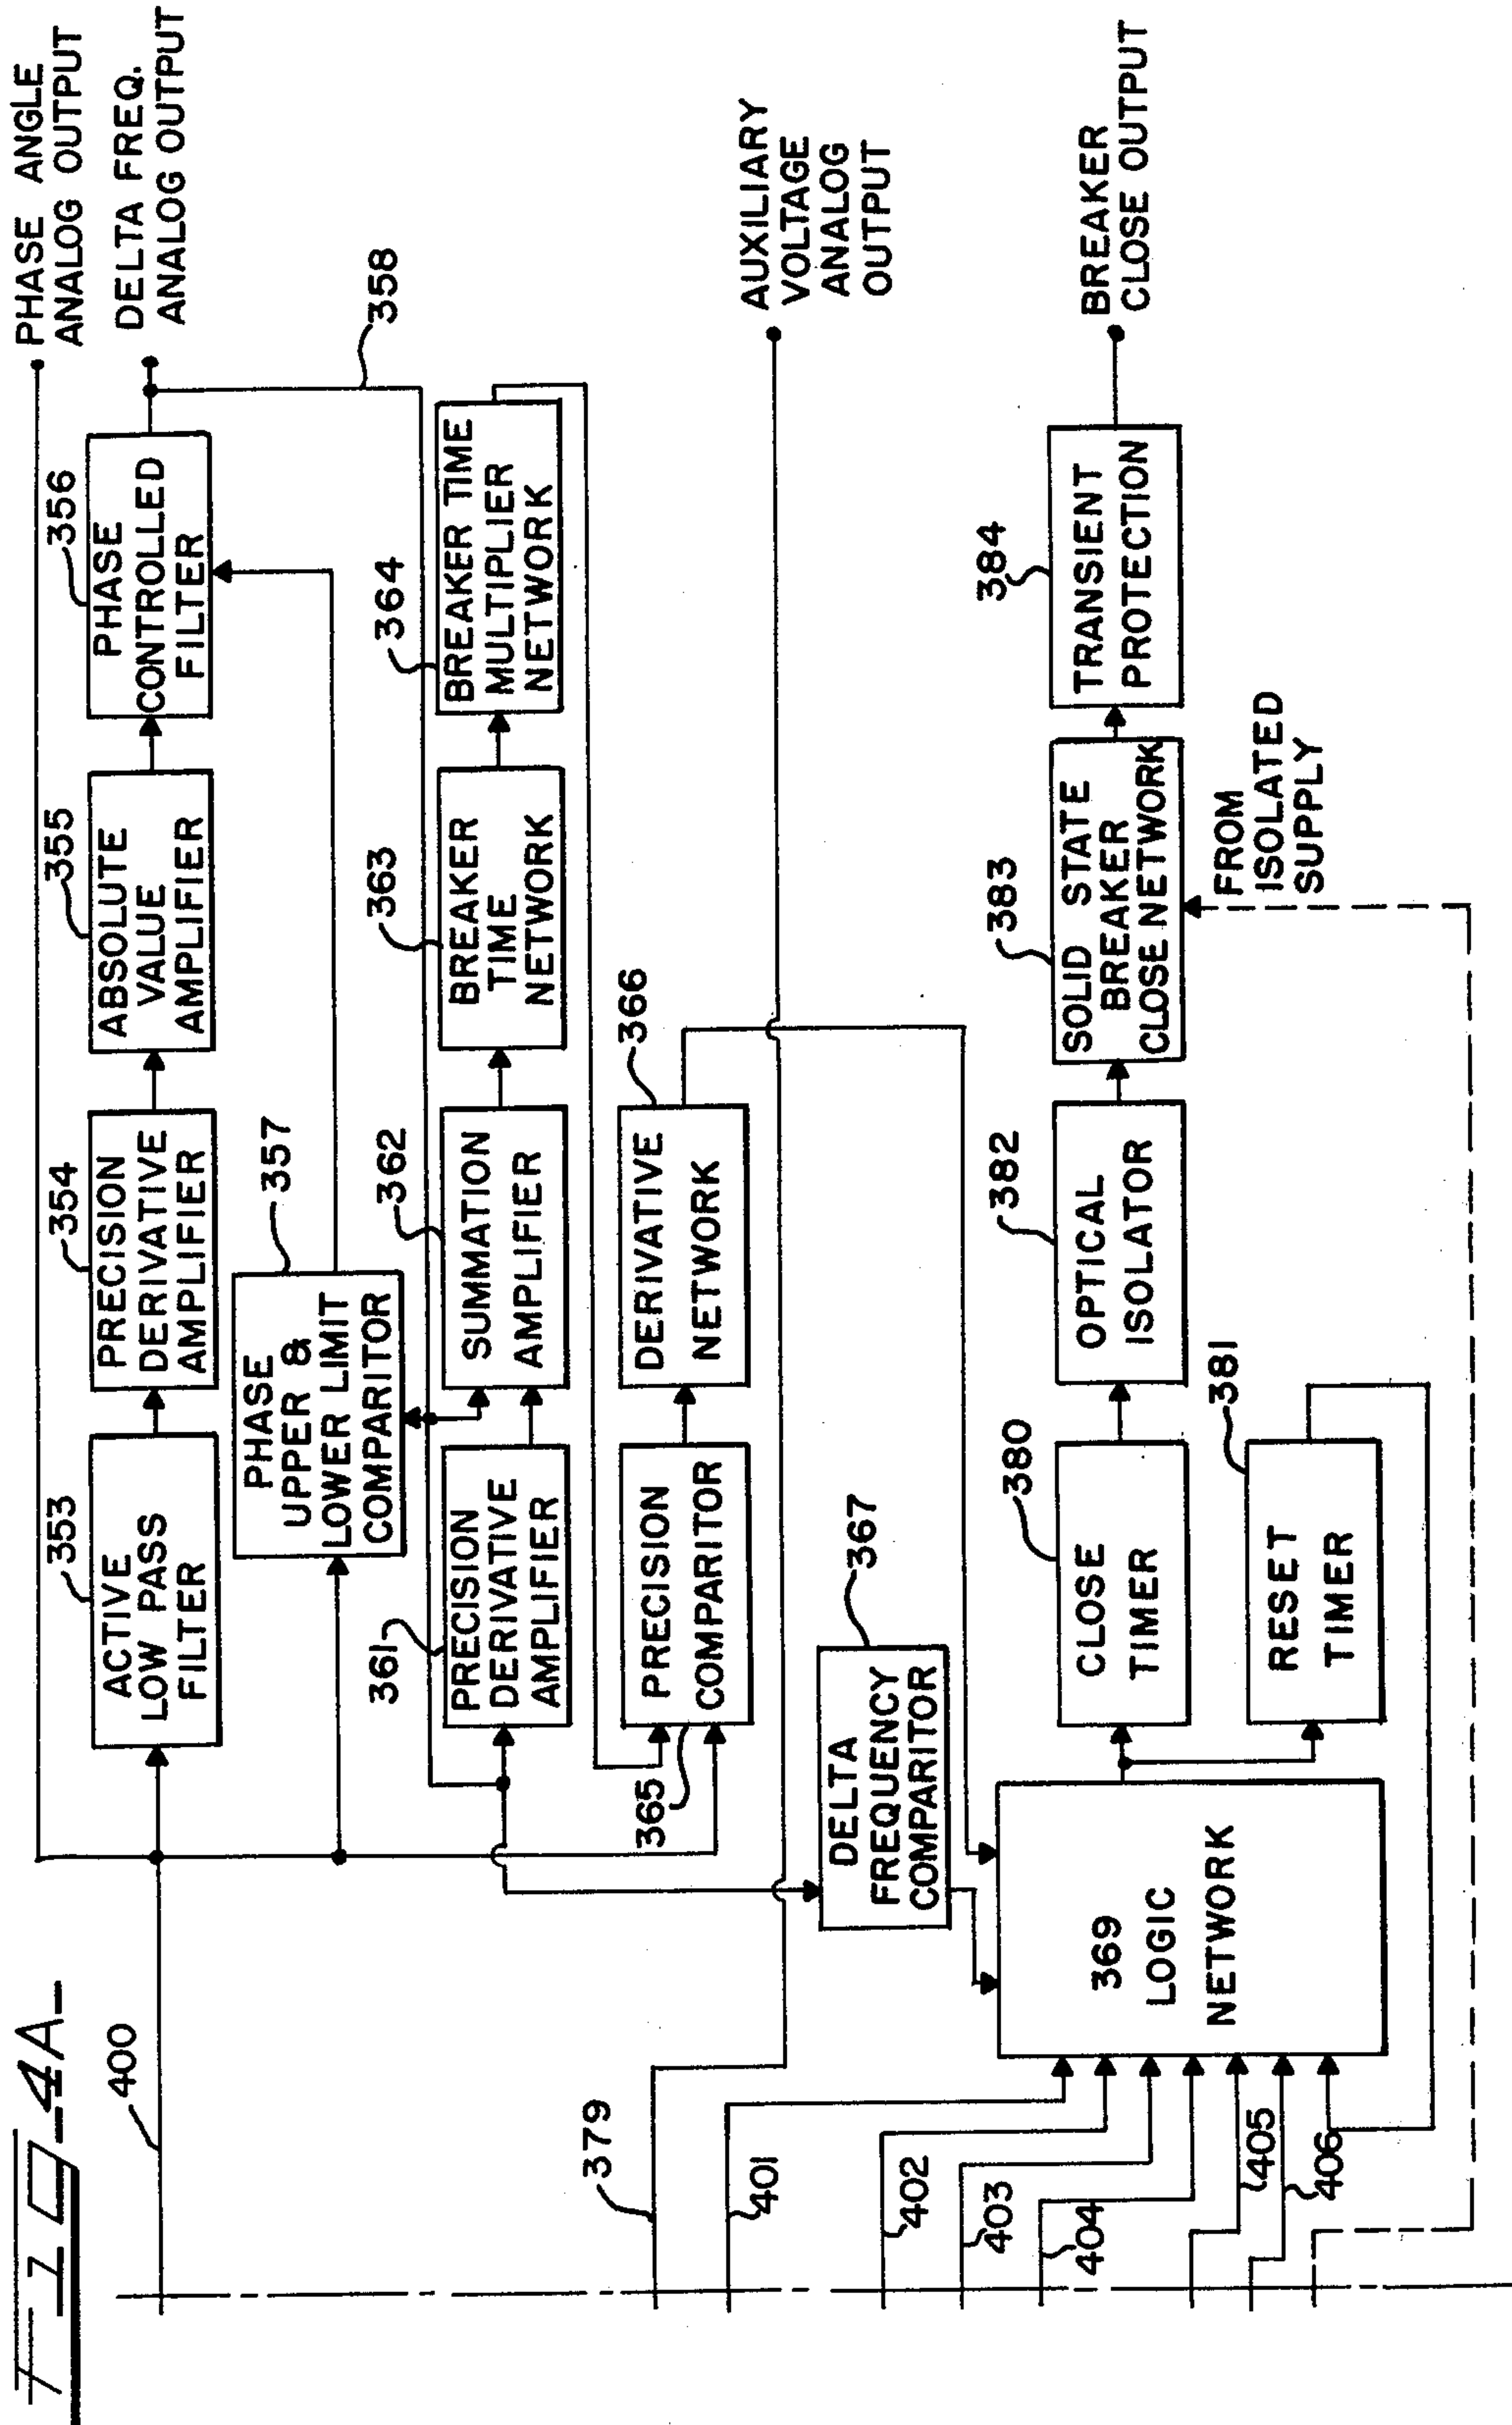 FIG-4A-
400
353
ACTIVE
LOW PASS
FILTER
354
PRECISION
DERIVATIVE
AMPLIFIER
355
ABSOLUTE
VALUE
AMPLIFIER
356
PHASE
CONTROLLED
FILTER
PHASE ANGLE
ANALOG OUTPUT
DELTA FREQ.
ANALOG OUTPUT
358
357
PHASE
UPPER &
LOWER LIMIT
COMPARITOR
361
PRECISION
DERIVATIVE
AMPLIFIER
362
SUMMATION
AMPLIFIER
363
BREAKER
TIME
NETWORK
364
BREAKER TIME
MULTIPLIER
NETWORK
365
PRECISION
COMPARITOR
366
DERIVATIVE
NETWORK
379
AUXILIARY
VOLTAGE
ANALOG
OUTPUT
367
DELTA
FREQUENCY
COMPARITOR
401
402
403
404
405
406
369
LOGIC
NETWORK
380
CLOSE
TIMER
381
RESET
TIMER
382
OPTICAL
ISOLATOR
383
SOLID STATE
BREAKER
CLOSE NETWORK
FROM
ISOLATED
SUPPLY
384
TRANSIENT
PROTECTION
BREAKER
CLOSE OUTPUT